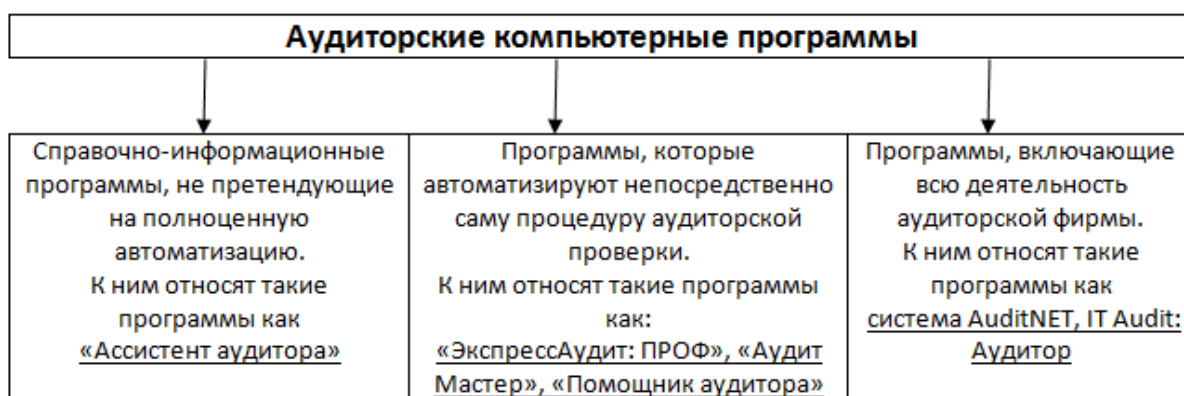 Аудиторские компьютерные программы
Справочно-информационные
программы, не претендующие
на полноценную
автоматизацию.
К ним относят такие
программы как
«Ассистент аудитора»
Программы, которые
автоматизируют непосредственно
саму процедуру аудиторской
проверки.
К ним относят такие программы
как:
«ЭкспрессАудит: ПРОФ», «Аудит
Мастер», «Помощник аудитора»
Программы, включающие
всю деятельность
аудиторской фирмы.
К ним относят такие
программы как
система AuditNET, IT Audit:
Аудитор